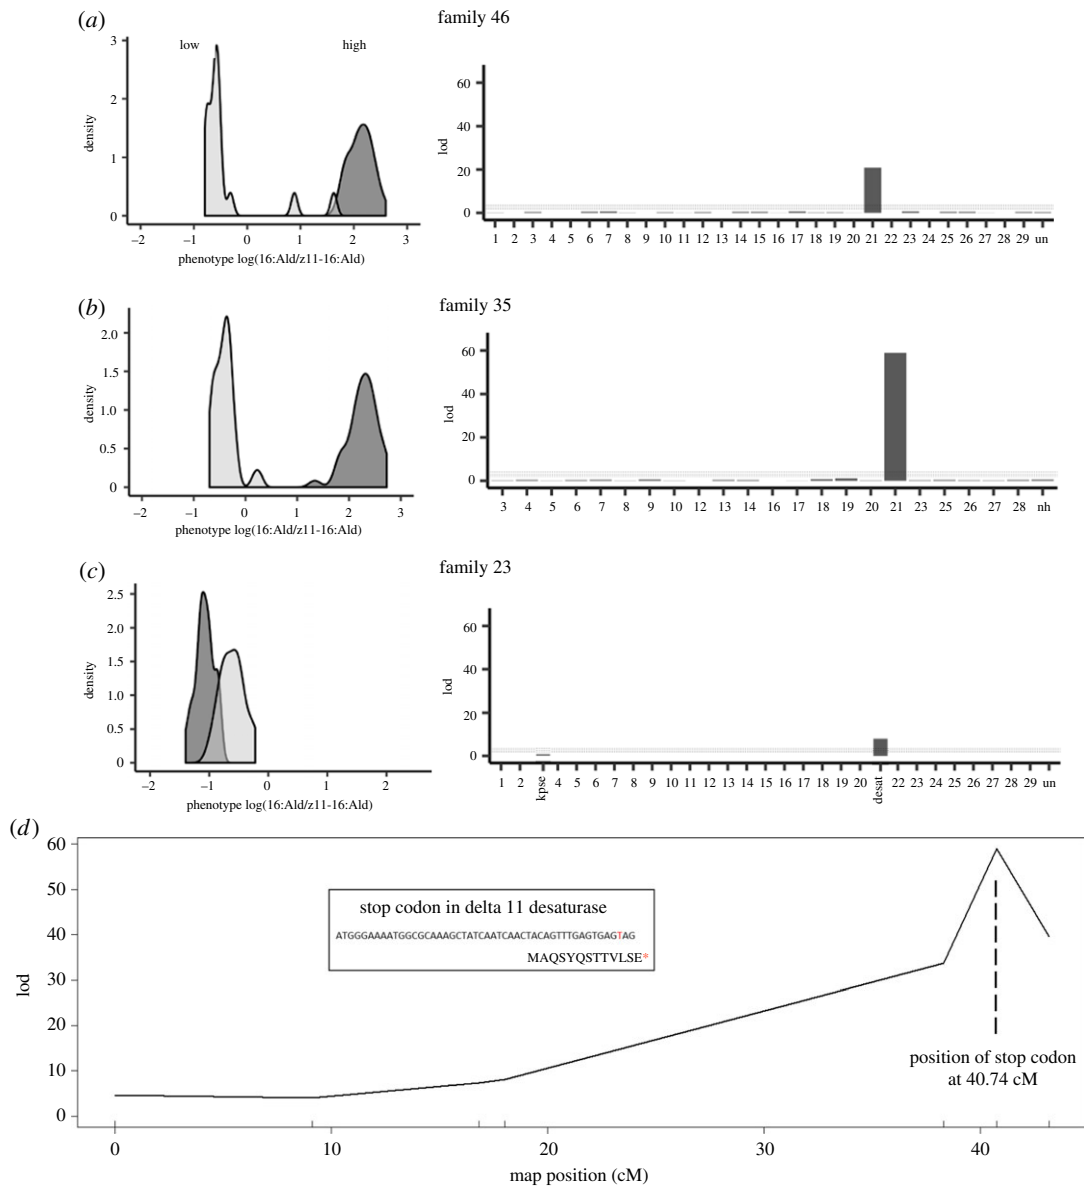 (a)
family 46
low
high
3
2
1
0
density
–2 –1 0 1 2 3
phenotype log(16:Ald/z11-16:Ald)
60
40
20
0
lod
1 2 3 4 5 6 7 8 9 10 11 12 13 14 15 16 17 18 19 20 21 22 23 24 25 26 27 28 29 un
(b)
family 35
2.0
1.5
1.0
0.5
0
density
–2 –1 0 1 2 3
phenotype log(16:Ald/z11-16:Ald)
60
40
20
0
lod
3 4 5 6 7 8 9 10 11 12 13 14 15 16 17 18 19 20 21 24 25 26 27 28 nh
(c)
family 23
2.5
2.0
1.5
1.0
0.5
0
density
–2 –1 0 1 2
phenotype log(16:Ald/z11-16:Ald)
60
40
20
0
lod
1 2 kpse 4 5 6 7 8 9 10 11 12 13 14 15 16 17 18 19 20 desat 22 23 24 25 26 27 28 29 un
(d)
60
50
40
30
20
10
0
lod
stop codon in delta 11 desaturase
ATGGGAAAATGGCGCAAAGCTATCAATCAACTACAGTTTGAGTGAGTAG
MAQSYQSTTVLSE*
position of stop codon
at 40.74 cM
0 10 20 30 40
map position (cM)